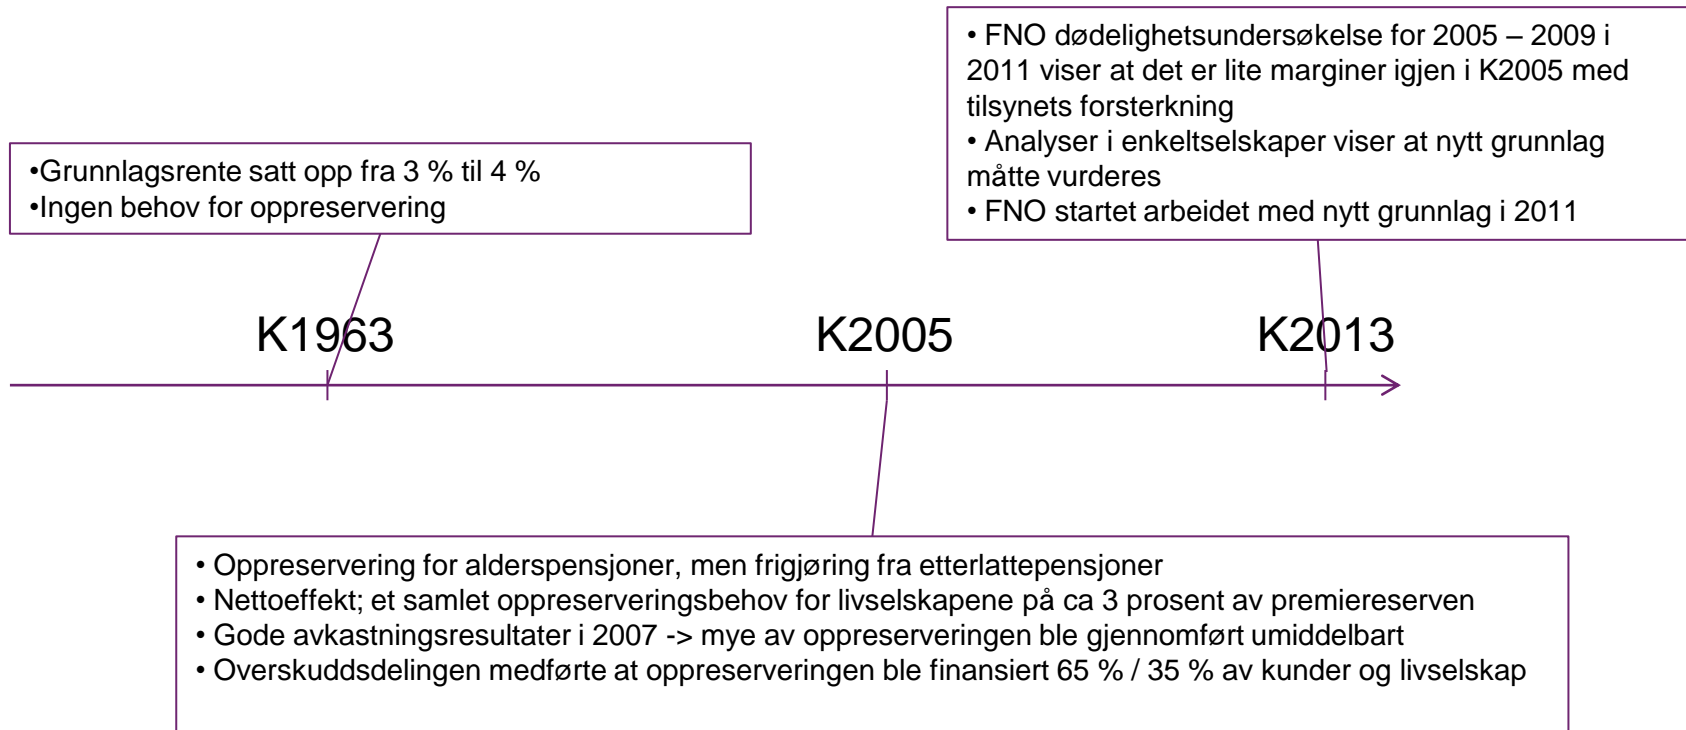 • FNO dødelighetsundersøkelse for 2005 – 2009 i
2011 viser at det er lite marginer igjen i K2005 med
tilsynets forsterkning
• Analyser i enkeltselskaper viser at nytt grunnlag
måtte vurderes
• FNO startet arbeidet med nytt grunnlag i 2011
•Grunnlagsrente satt opp fra 3 % til 4 %
•Ingen behov for oppreservering
K1963
K2005
K2013
• Oppreservering for alderspensjoner, men frigjøring fra etterlattepensjoner
• Nettoeffekt; et samlet oppreserveringsbehov for livselskapene på ca 3 prosent av premiereserven
• Gode avkastningsresultater i 2007 -> mye av oppreserveringen ble gjennomført umiddelbart
• Overskuddsdelingen medførte at oppreserveringen ble finansiert 65 % / 35 % av kunder og livselskap